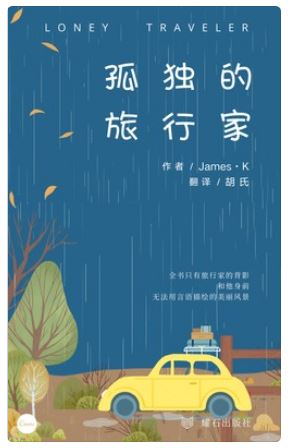 LONEY TRAVELER
孤独的
旅行家
作者 / James·K
翻译 / 胡氏
全书只有旅行家的背影
和他身前
无法用言语描绘的美丽风景
耀石出版社
Canva